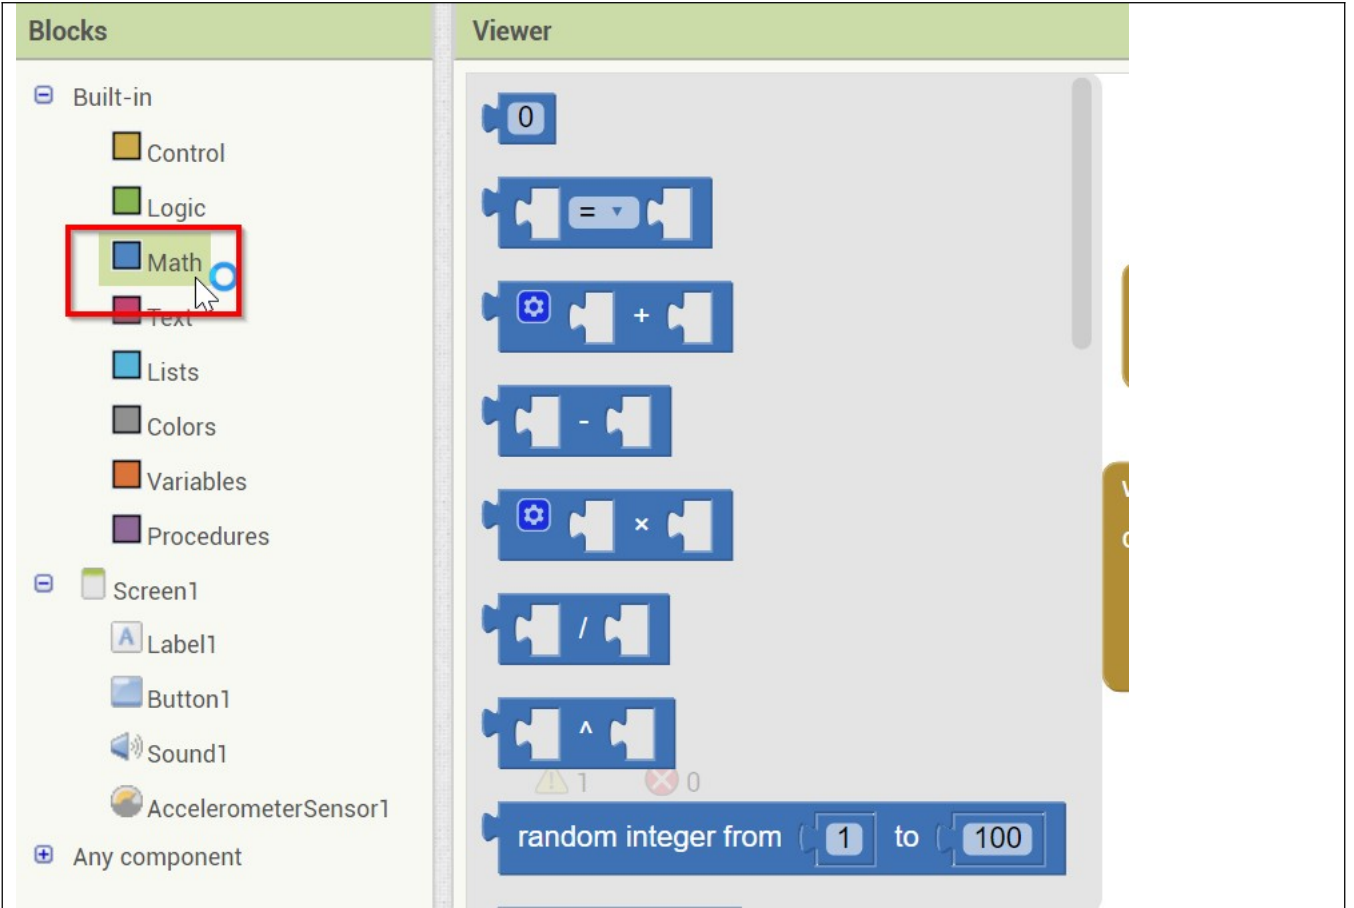 Blocks
Viewer
Built-in
Control
Logic
Math
Text
Lists
Colors
Variables
Procedures
Screen1
Label1
Button1
Sound1
AccelerometerSensor1
Any component
0
=
+
-
×
/
^
1 0
random integer from 1 to 100